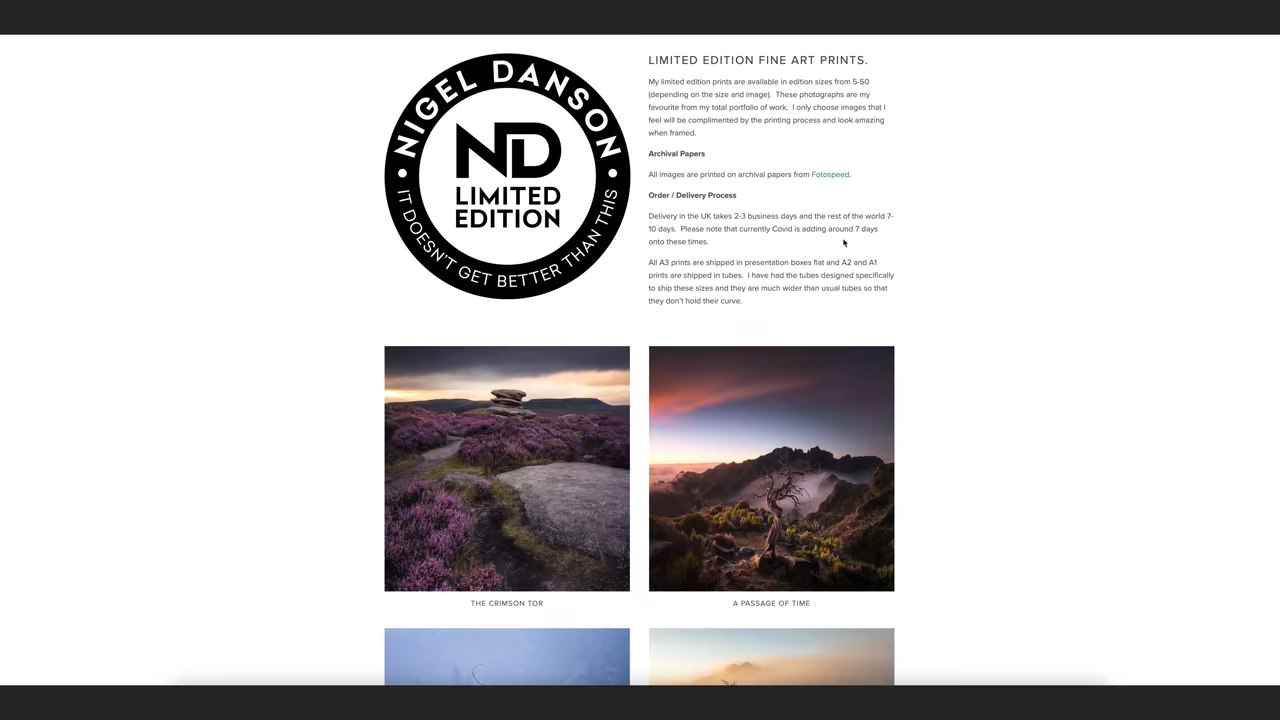 NIGEL DANSON
ND
LIMITED
EDITION
IT DOESN'T GET BETTER THAN THIS
LIMITED EDITION FINE ART PRINTS.
My limited edition prints are available in edition sizes from 5-50
(depending on the size and image).  These photographs are my
favourite from my total portfolio of work.  I only choose images that I
feel will be complimented by the printing process and look amazing
when framed.
Archival Papers
All images are printed on archival papers from Fotospeed.
Order / Delivery Process
Delivery in the UK takes 2-3 business days and the rest of the world 7-
10 days.  Please note that currently Covid is adding around 7 days
onto these times.
All A3 prints are shipped in presentation boxes flat and A2 and A1
prints are shipped in tubes.  I have had the tubes designed specifically
to ship these sizes and they are much wider than usual tubes so that
they don't hold their curve.
THE CRIMSON TOR
A PASSAGE OF TIME